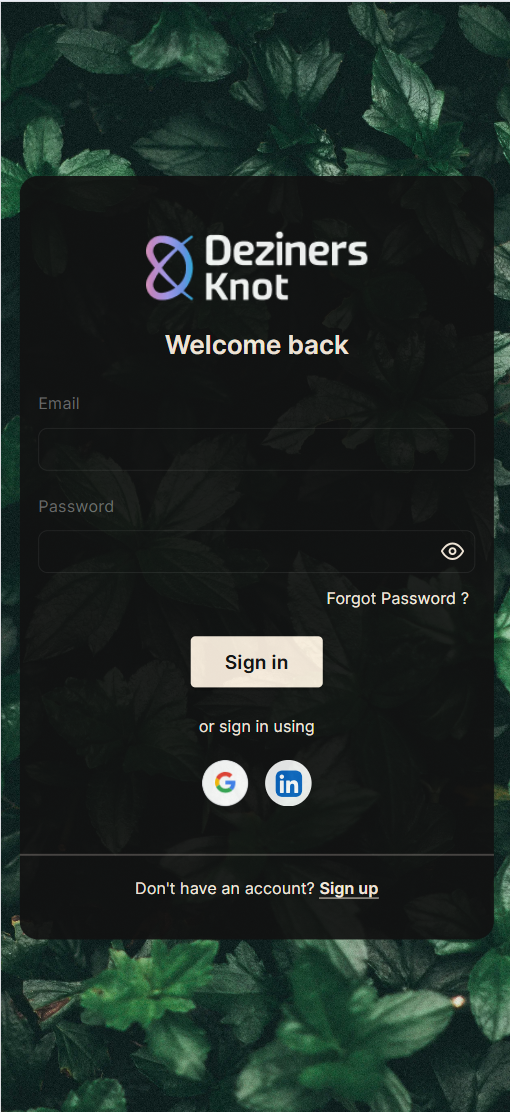 Deziners
Knot
Welcome back
Email
Password
Forgot Password ?
Sign in
or sign in using
G in
Don't have an account? Sign up